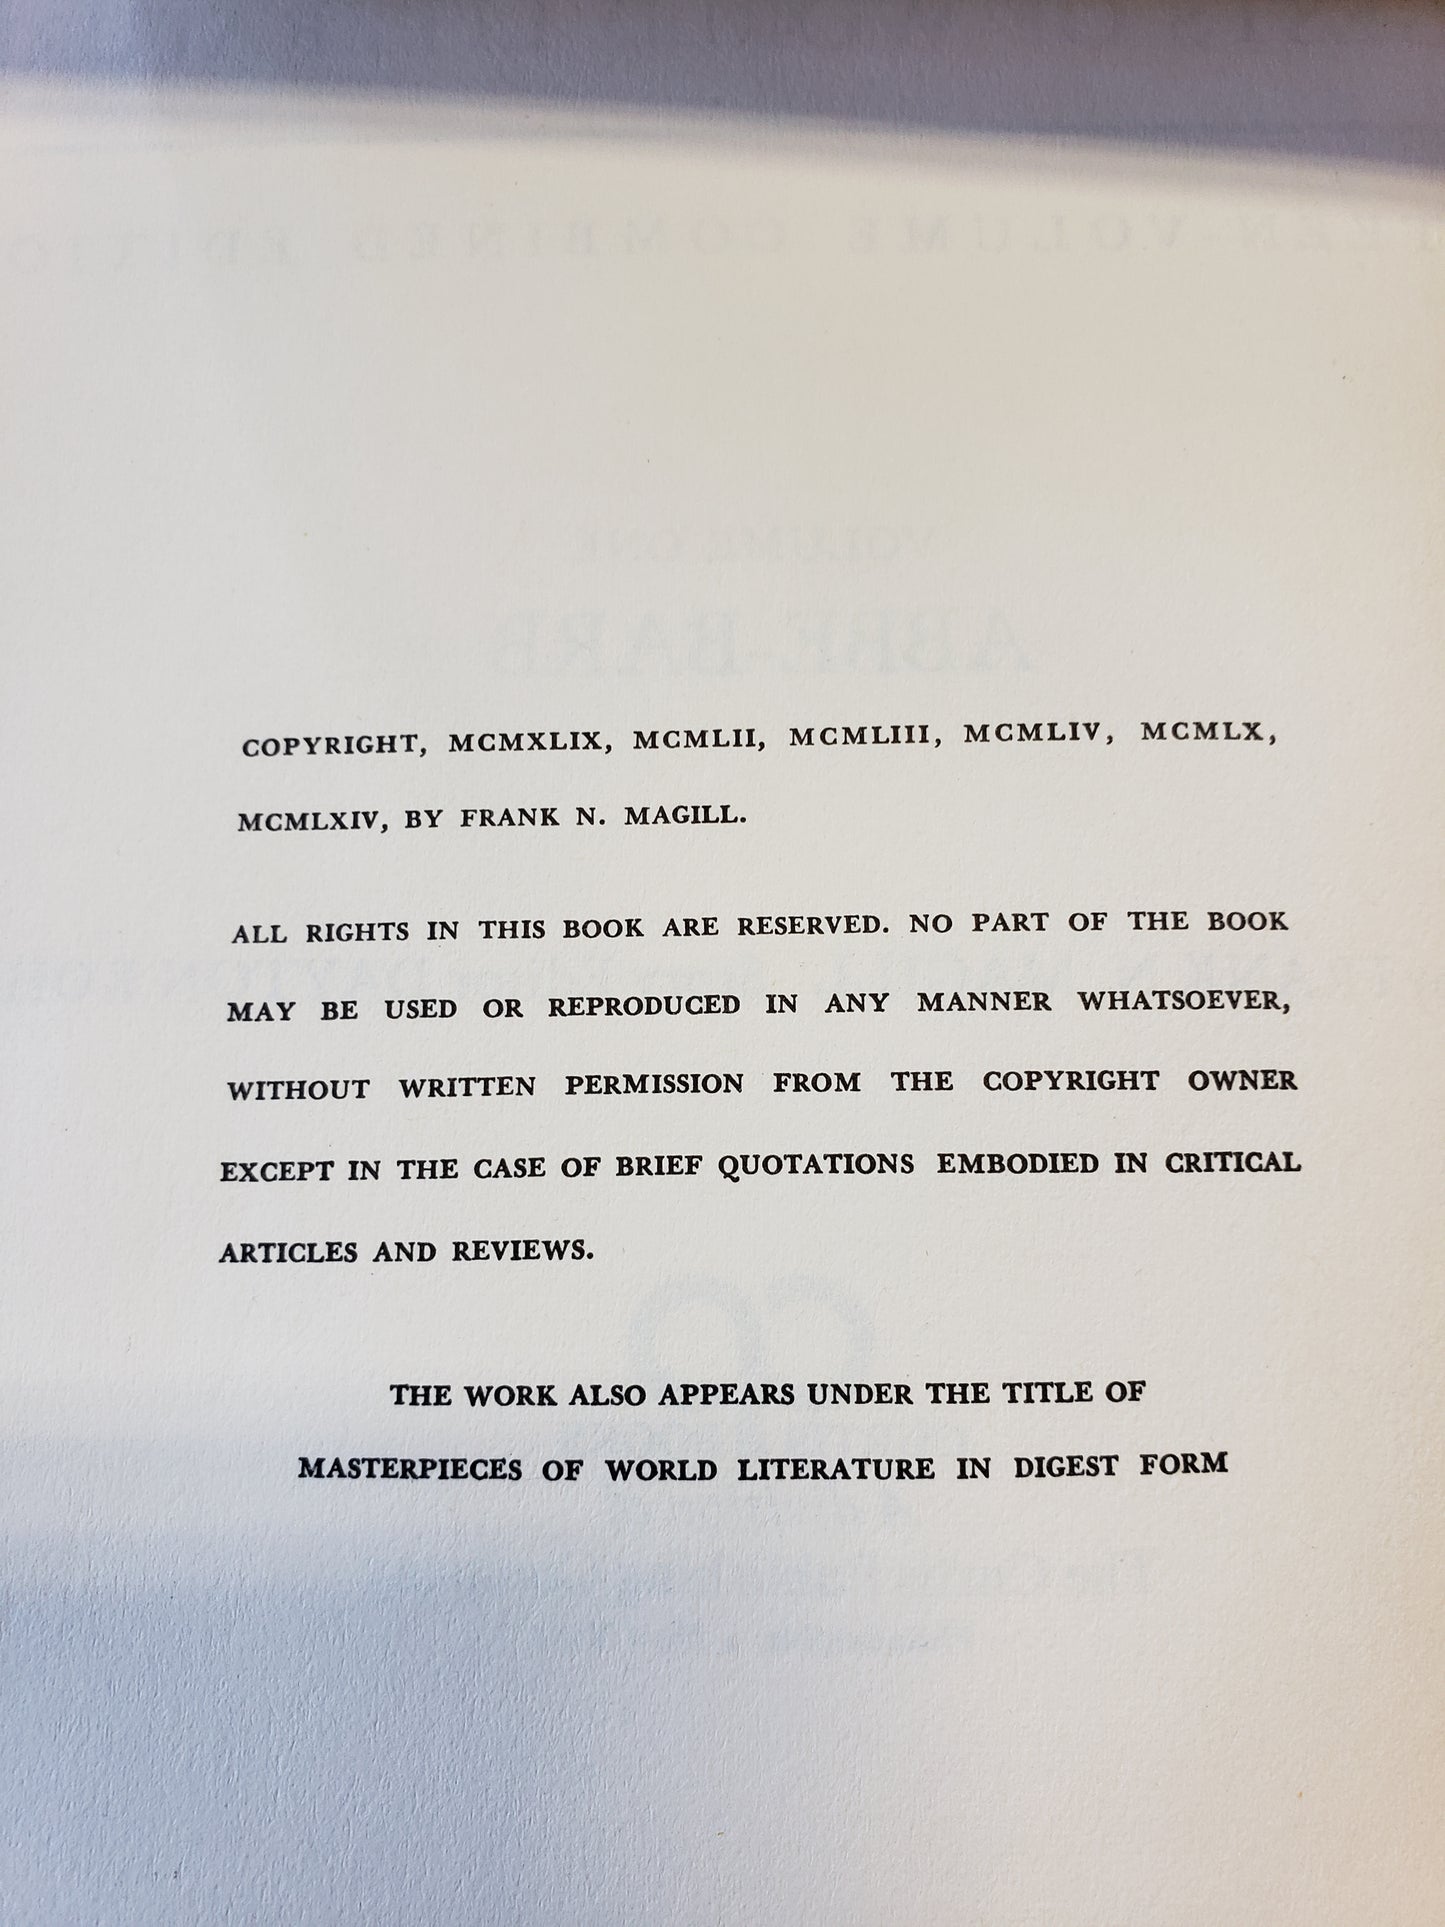 COPYRIGHT, MCMXLIX, MCMLII, MCMLIII, MCMLIV, MCMLX,
MCMLXIV, BY FRANK N. MAGILL.
ALL RIGHTS IN THIS BOOK ARE RESERVED. NO PART OF THE BOOK
MAY BE USED OR REPRODUCED IN ANY MANNER WHATSOEVER,
WITHOUT WRITTEN PERMISSION FROM THE COPYRIGHT OWNER
EXCEPT IN THE CASE OF BRIEF QUOTATIONS EMBODIED IN CRITICAL
ARTICLES AND REVIEWS.
THE WORK ALSO APPEARS UNDER THE TITLE OF
MASTERPIECES OF WORLD LITERATURE IN DIGEST FORM